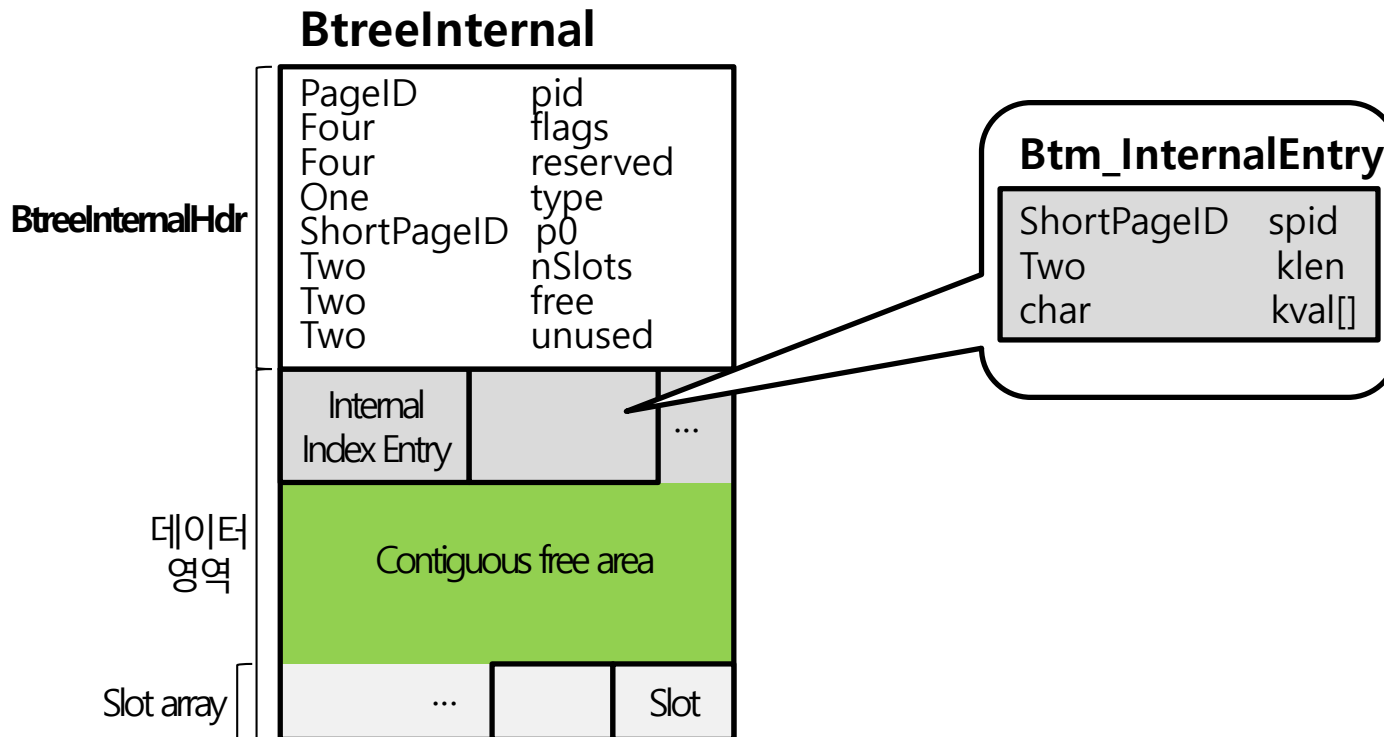 BtreeInternal
BtreeInternalHdr
PageID pid
Four flags
Four reserved
One type
ShortPageID p0
Two nSlots
Two free
Two unused
Btm_InternalEntry
ShortPageID spid
Two klen
char kval[]
데이터
영역
Internal
Index Entry
...
Contiguous free area
Slot array
...
Slot